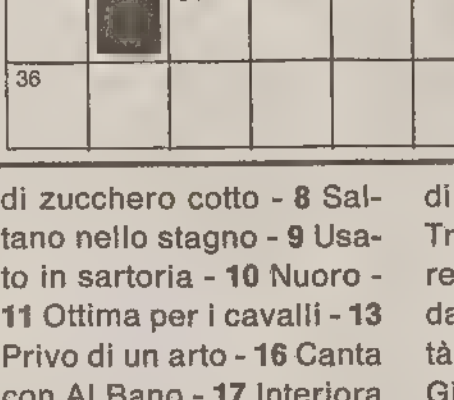 36
di zucchero cotto - 8 Sal-
tano nello stagno - 9 Usa-
to in sartoria - 10 Nuoro -
11 Ottima per i cavalli - 13
Privo di un arto - 16 Canta
con Al Bano - 17 Interiora
di
Tr
re
da
tà
Gi